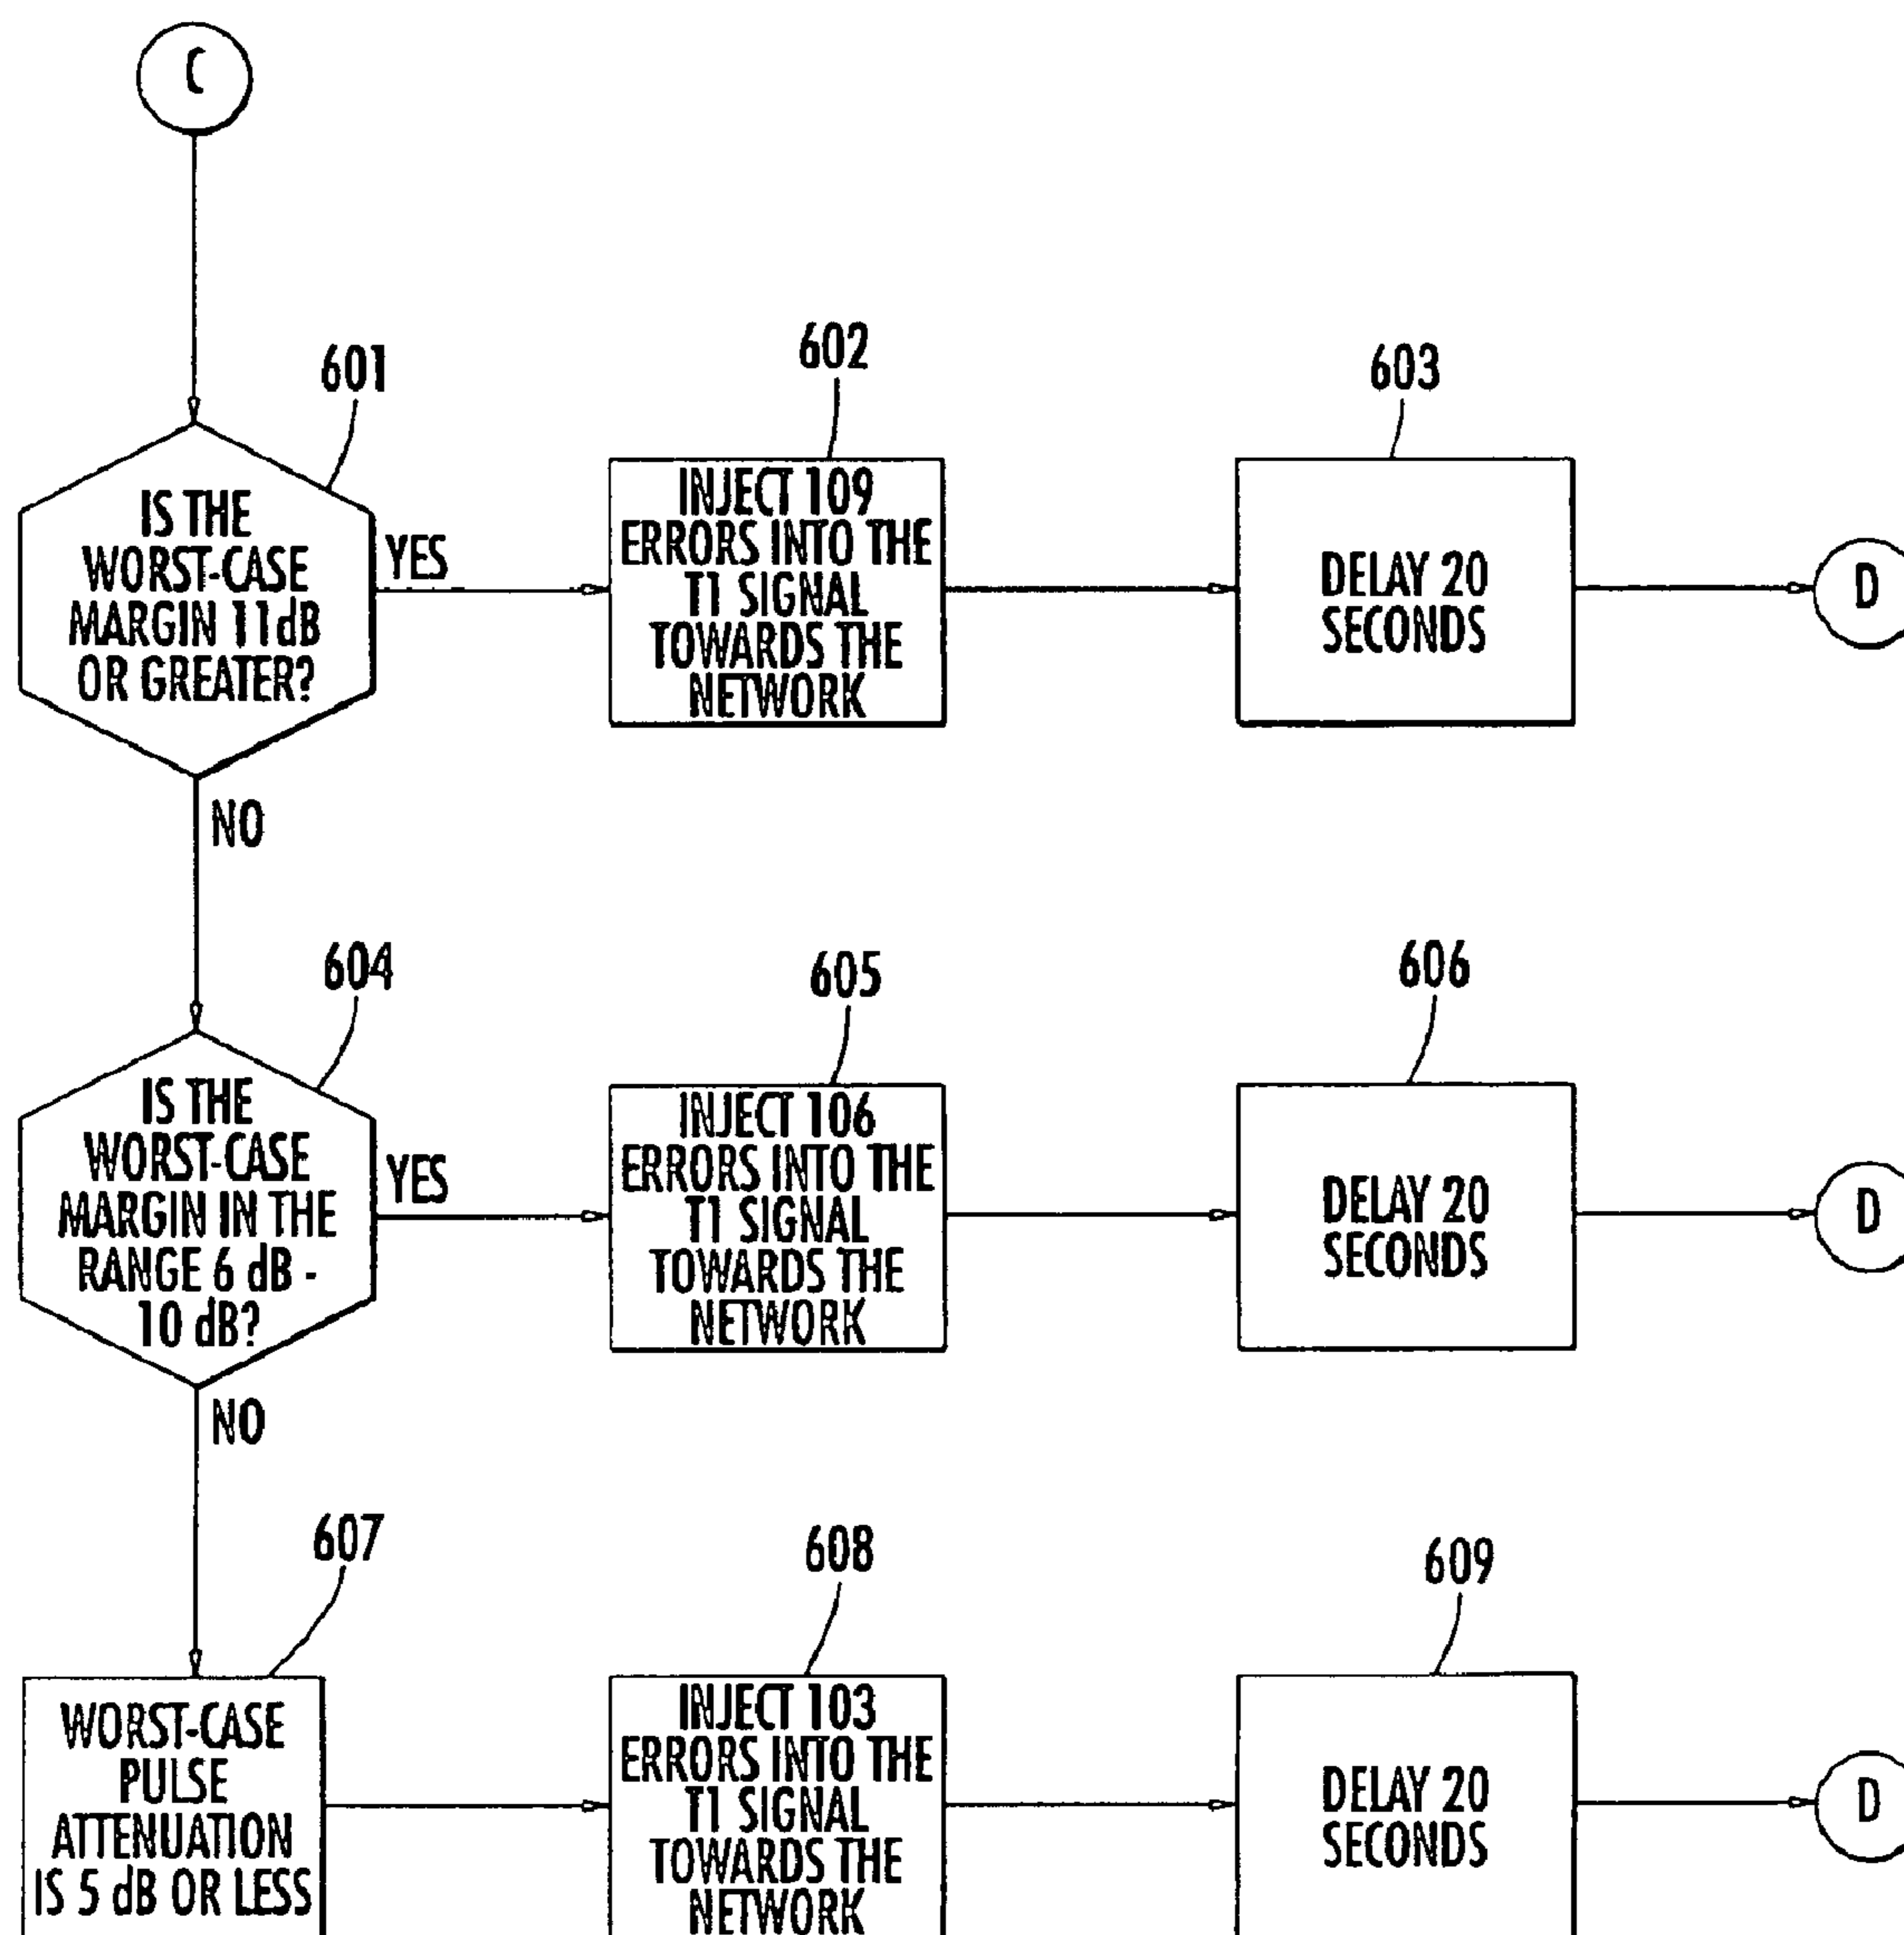 C
601
IS THE
WORST-CASE
MARGIN 11dB
OR GREATER?
YES
602
INJECT 109
ERRORS INTO THE
T1 SIGNAL
TOWARDS THE
NETWORK
603
DELAY 20
SECONDS
D
NO
604
IS THE
WORST-CASE
MARGIN IN THE
RANGE 6 dB -
10 dB?
YES
605
INJECT 106
ERRORS INTO THE
T1 SIGNAL
TOWARDS THE
NETWORK
606
DELAY 20
SECONDS
D
NO
607
WORST-CASE
PULSE
ATTENUATION
IS 5 dB OR LESS
608
INJECT 103
ERRORS INTO THE
T1 SIGNAL
TOWARDS THE
NETWORK
609
DELAY 20
SECONDS
D